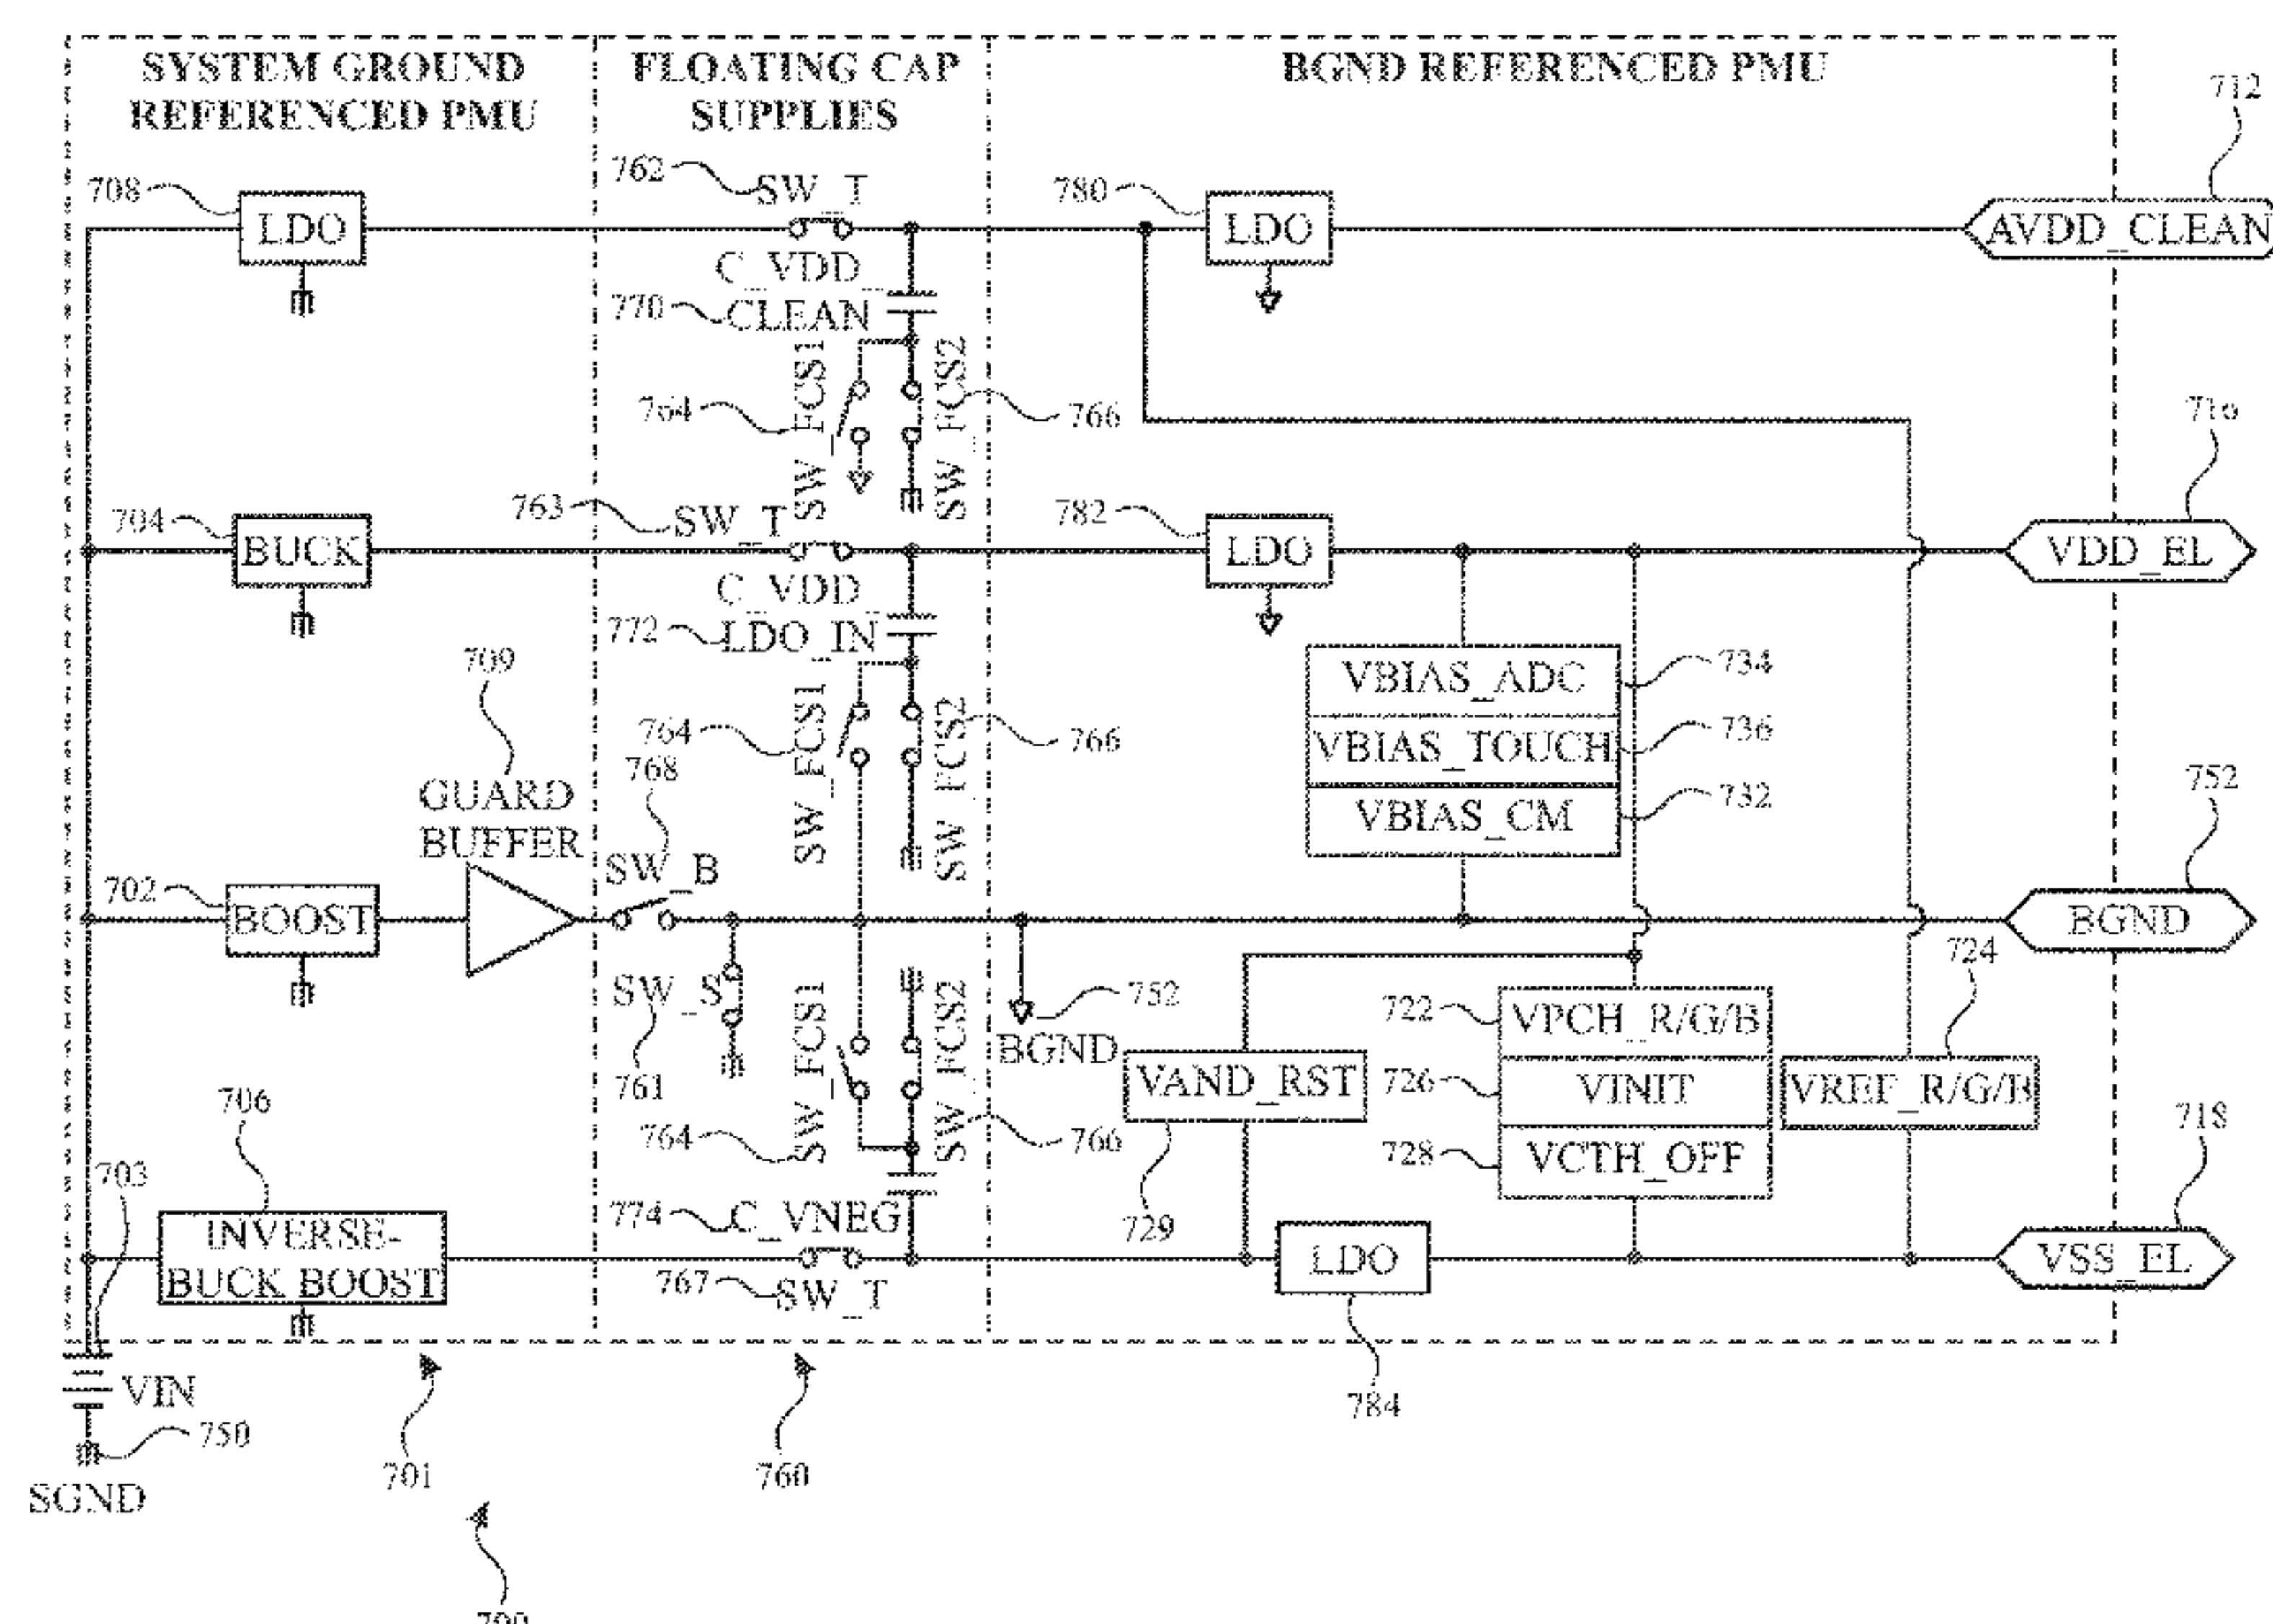 SYSTEM GROUND
REFERENCED PMU
FLOATING CAP
SUPPLIES
BGND REFERENCED PMU
712
762
SW_T
708
LDO
780
LDO
AVDD_CLEAN
C_VDD_
770
CLEAN
SW_FCS1
SW_FCS2
764
766
716
763
SW_T
704
BUCK
782
LDO
VDD_EL
C_VDD_
772
LDO_IN
709
SW_FCS1
SW_FCS2
764
766
768
VBIAS_ADC
734
VBIAS_TOUCH
736
VBIAS_CM
732
752
GUARD
BUFFER
SW_B
702
BOOST
BGND
724
SW_S
761
SW_FCS1
SW_FCS2
764
766
752
BGND
722
VPCH_R/G/B
VAND_RST
726
VINIT
VREF_R/G/B
728
VCTH_OFF
729
718
706
703
INVERSE-
BUCK BOOST
774
C_VNEG
767
SW_T
LDO
VSS_EL
784
VIN
750
SGND
701
760